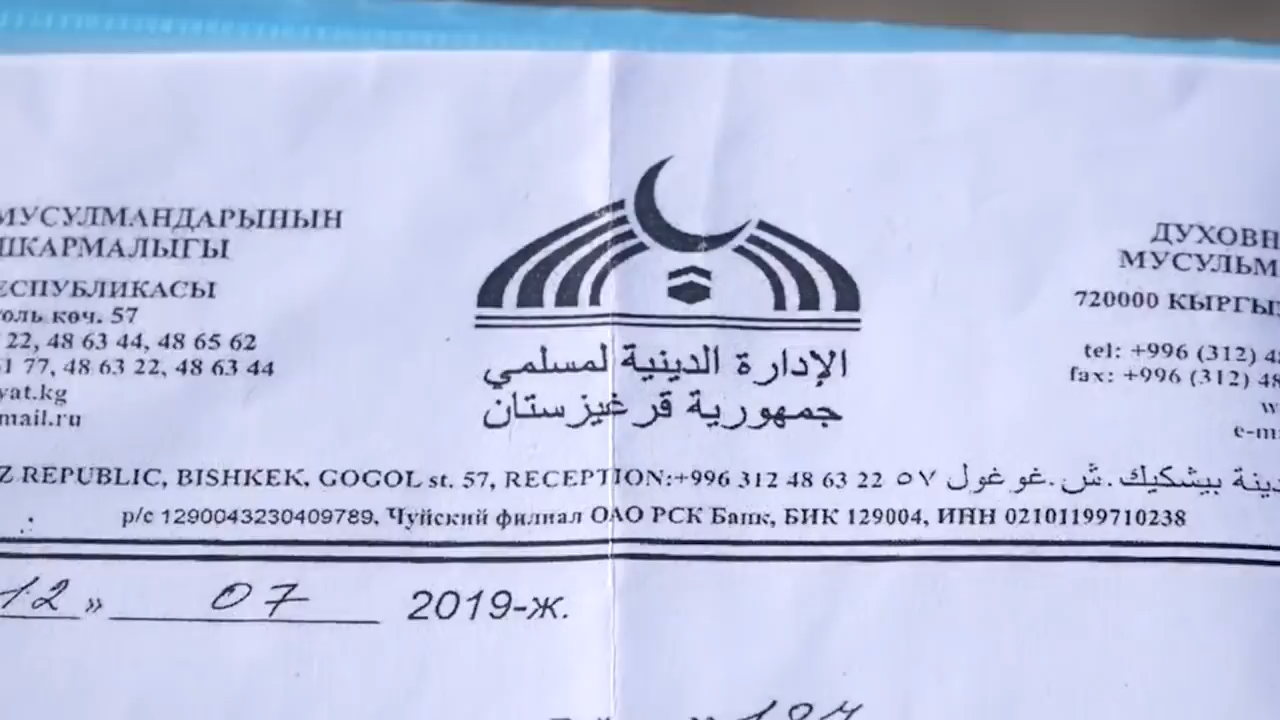 МУСУЛМАНДАРЫНЫН
ШКАРМАЛЫГЫ
ЕСПУБЛИКАСЫ
оль көч. 57
22, 48 63 44, 48 65 62
61 77, 48 63 22, 48 63 44
yat.kg
mail.ru
الإدارة الدينية لمسلمي
جمهورية قرغيزستان
ДУХОВН
МУСУЛЬМ
720000 КЫРГЫЗ
tel: +996 (312) 48
fax: +996 (312) 48
w
e-m
Z REPUBLIC, BISHKEK, GOGOL st. 57, RECEPTION:+996 312 48 63 22 دينة بيشكيك .ش. غوغول ٥٧
р/с 1290043230409789, Чуйский филиал ОАО РСК Банк, БИК 129004, ИНН 02101199710238
12 » 07 2019-ж.